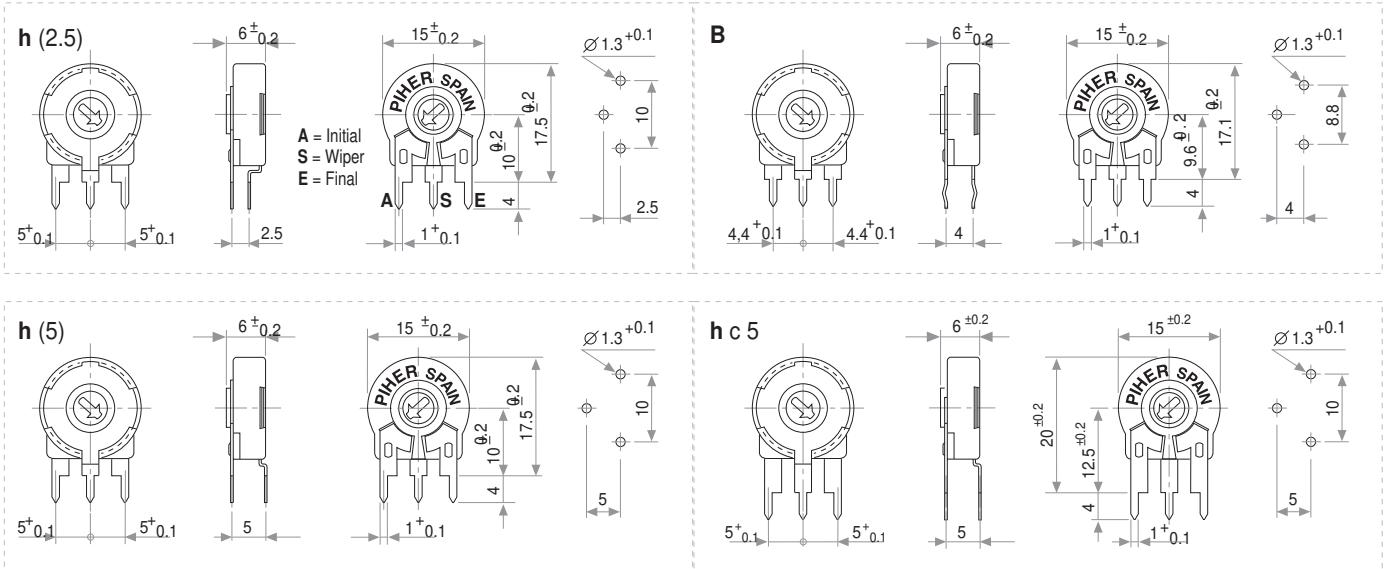 h (2.5)
6 ±0.2
15 ±0.2
Ø 1.3 +0.1
PIHER SPAIN
A = Initial
S = Wiper
E = Final
10 ±0.2
17.5 ±0.2
10
A S E
4
2.5
5 ±0.1
5 ±0.1
2.5
1 ±0.1
B
6 ±0.2
15 ±0.2
Ø 1.3 +0.1
PIHER SPAIN
9.6 ±0.2
17.1 ±0.2
8.8
4
4
4,4 ±0.1
4.4 ±0.1
4
1 ±0.1
h (5)
6 ±0.2
15 ±0.2
Ø 1.3 +0.1
PIHER SPAIN
10 ±0.2
17.5 ±0.2
10
4
5
5 ±0.1
5 ±0.1
5
1 ±0.1
h c 5
6 ±0.2
15 ±0.2
Ø 1.3 +0.1
PIHER SPAIN
20 ±0.2
12.5 ±0.2
10
4
5
5 ±0.1
5 ±0.1
5
1 ±0.1